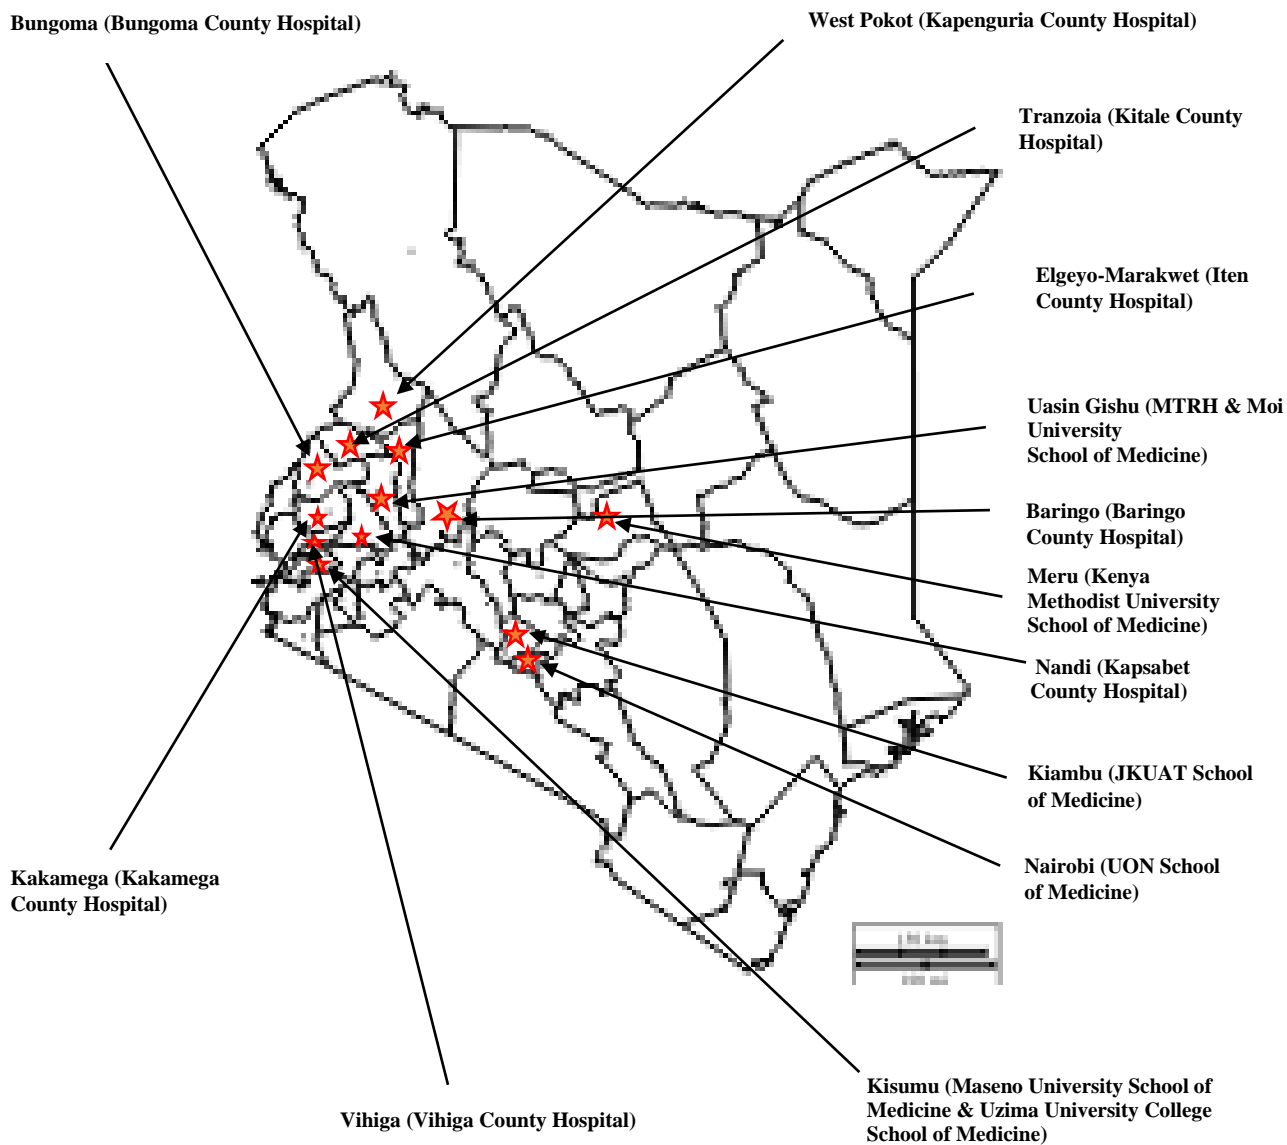 Bungoma (Bungoma County Hospital)
West Pokot (Kapenguria County Hospital)
Tranzoia (Kitale County
Hospital)
Elgeyo-Marakwet (Iten
County Hospital)
Uasin Gishu (MTRH & Moi
University
School of Medicine)
Baringo (Baringo
County Hospital)
Meru (Kenya
Methodist University
School of Medicine)
Nandi (Kapsabet
County Hospital)
Kiambu (JKUAT School
of Medicine)
Nairobi (UON School
of Medicine)
Kakamega (Kakamega
County Hospital)
Vihiga (Vihiga County Hospital)
Kisumu (Maseno University School of
Medicine & Uzima University College
School of Medicine)